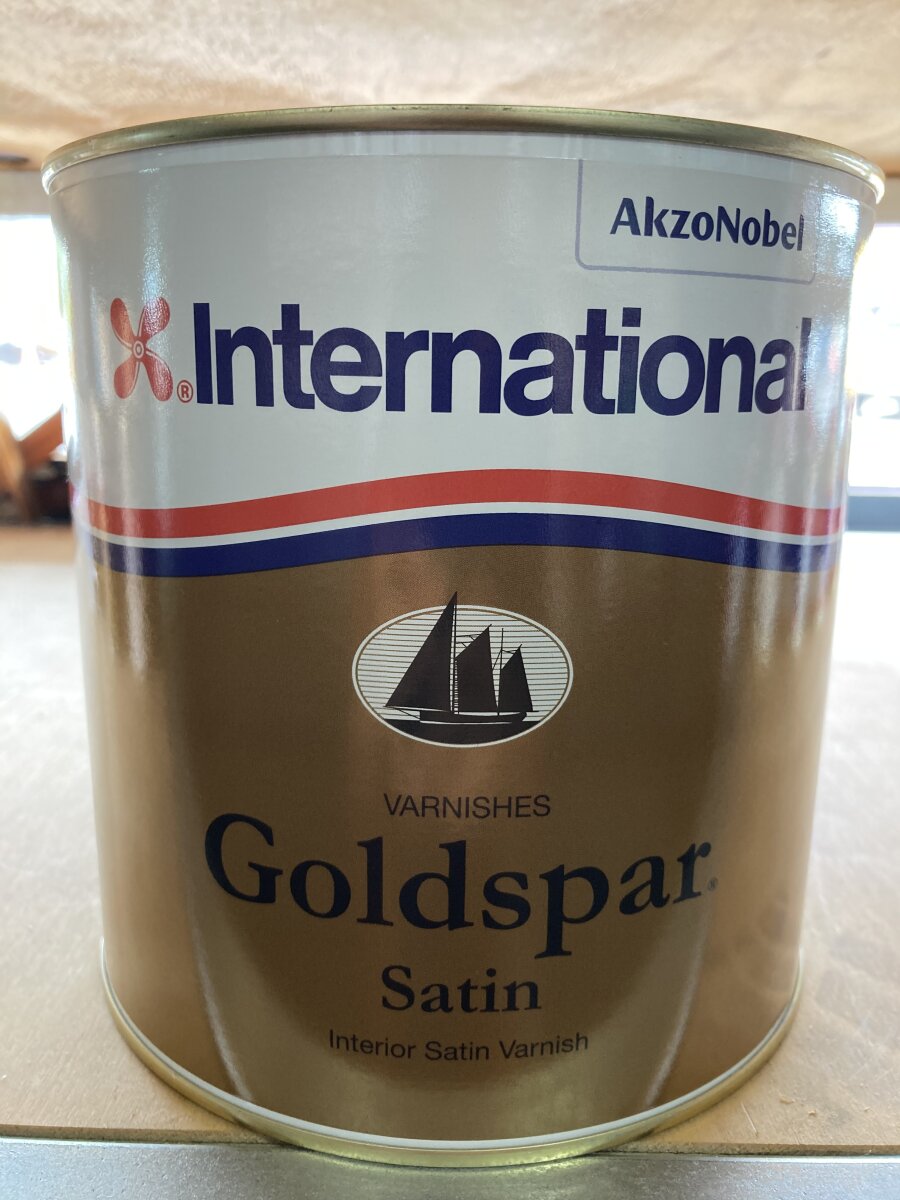 AkzoNobel
®International
VARNISHES
Goldspar®
Satin
Interior Satin Varnish